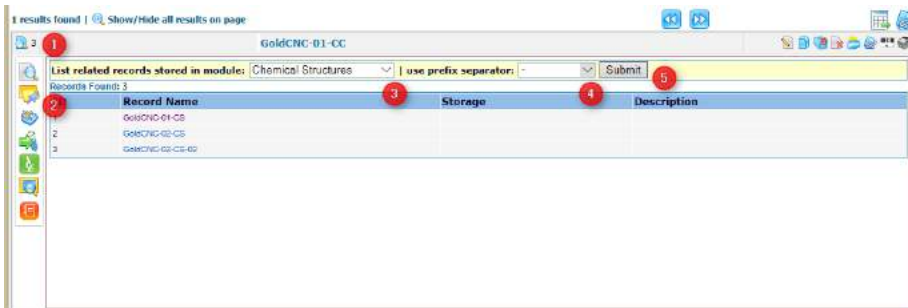 1 results found | Show/Hide all results on page
3 1 GoldCNC-01-CC
List related records stored in module: Chemical Structures | use prefix separator: - Submit 5
Records Found: 3 3 4
2 Record Name Storage Description
1 GoldCNC-01-CS
2 GoldCNC-02-CS
3 GoldCNC-02-CS-02